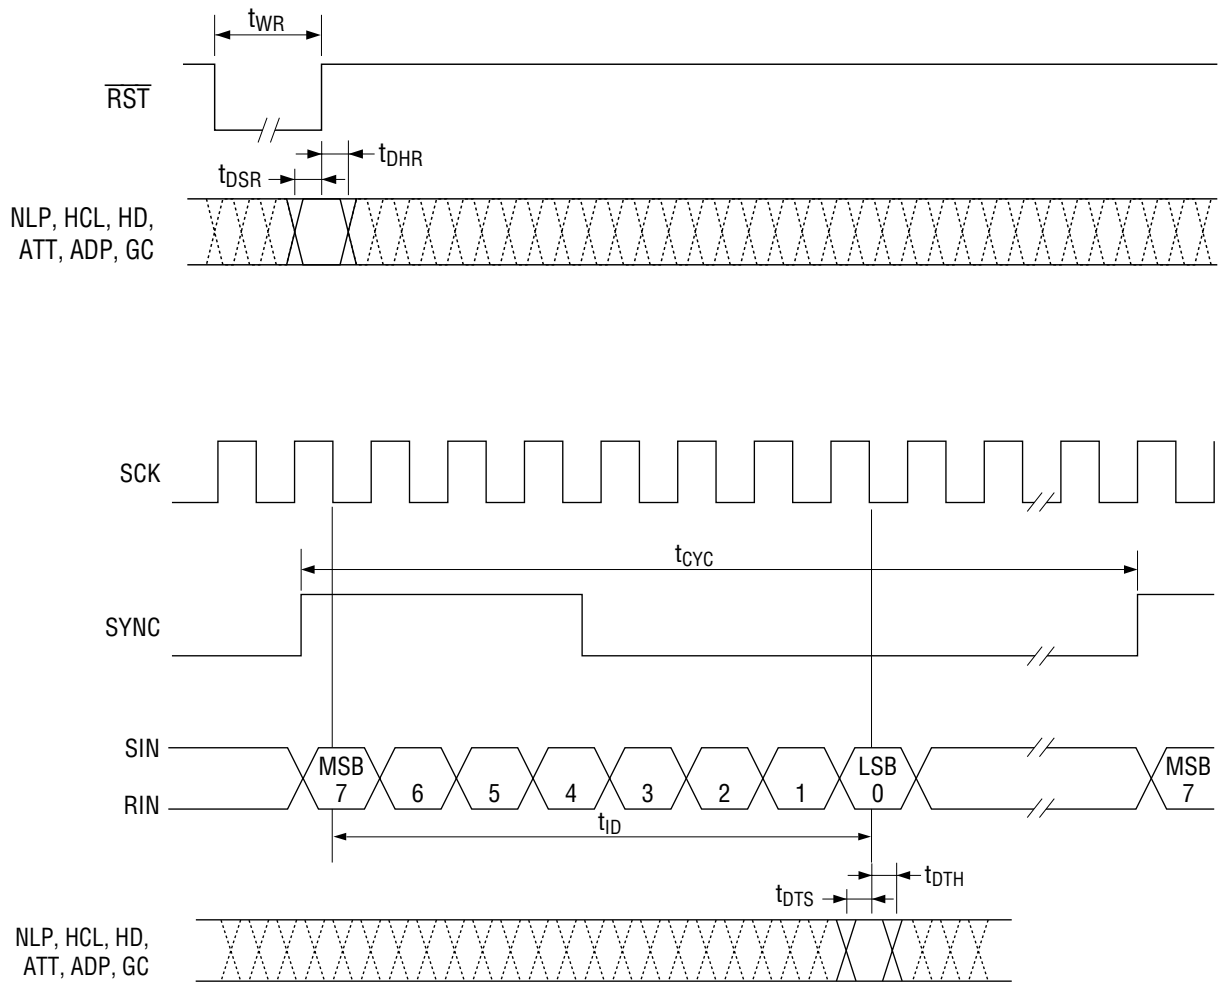 tWR
RST
tDHR
tDSR
NLP, HCL, HD,
ATT, ADP, GC
SCK
tCYC
SYNC
SIN
RIN
MSB
7
6
5
4
3
2
1
LSB
0
MSB
7
tID
tDTH
tDTS
NLP, HCL, HD,
ATT, ADP, GC